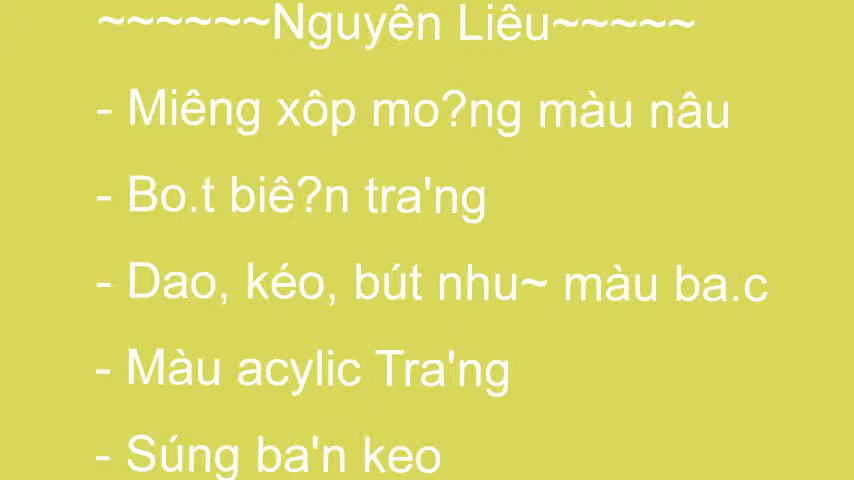 ~~~~~~Nguyên Liêu~~~~~
- Miêng xôp mo?ng màu nâu
- Bo.t biê?n tra'ng
- Dao, kéo, bút nhu~ màu ba.c
- Màu acylic Tra'ng
- Súng ba'n keo